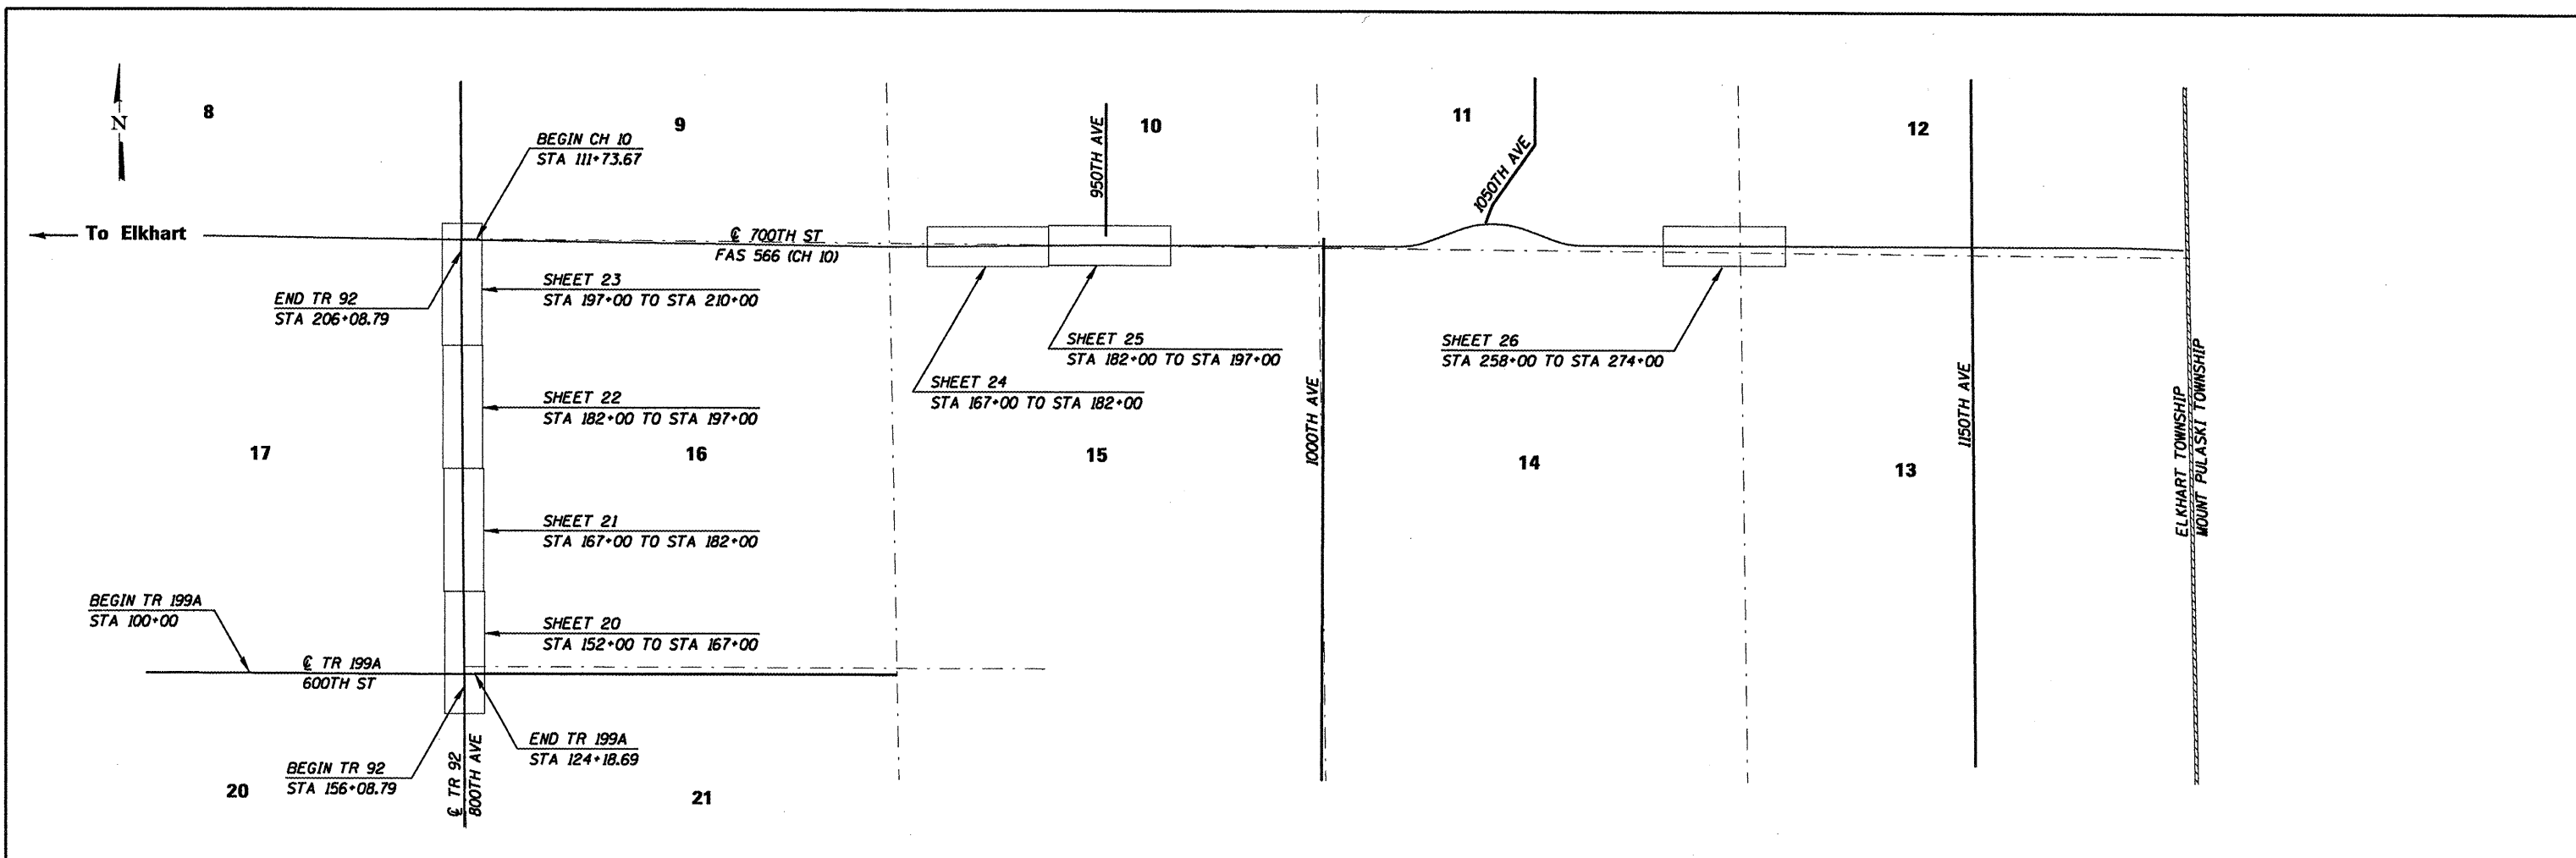 8
9
10
11
12
N
BEGIN CH 10
STA 111+73.67
950TH AVE
1050TH AVE
To Elkhart
℄ 700TH ST
FAS 566 (CH 10)
END TR 92
STA 206+08.79
SHEET 23
STA 197+00 TO STA 210+00
SHEET 25
STA 182+00 TO STA 197+00
SHEET 26
STA 258+00 TO STA 274+00
SHEET 24
STA 167+00 TO STA 182+00
SHEET 22
STA 182+00 TO STA 197+00
1000TH AVE
1150TH AVE
ELKHART TOWNSHIP
MOUNT PULASKI TOWNSHIP
17
16
15
14
13
SHEET 21
STA 167+00 TO STA 182+00
BEGIN TR 199A
STA 100+00
SHEET 20
STA 152+00 TO STA 167+00
℄ TR 199A
600TH ST
END TR 199A
STA 124+18.69
BEGIN TR 92
STA 156+08.79
℄ TR 92
800TH AVE
20
21